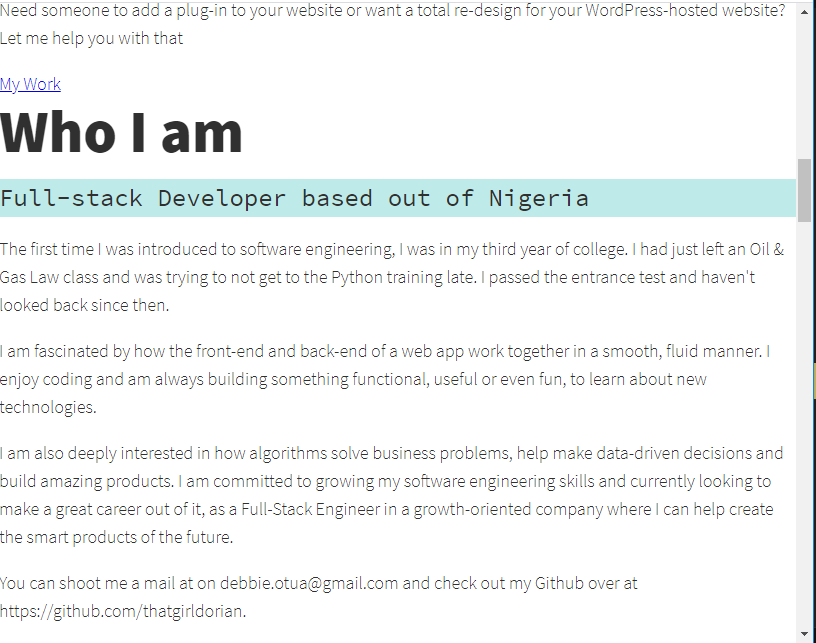 Need someone to add a plug-in to your website or want a total re-design for your WordPress-hosted website?
Let me help you with that
My Work
Who I am
Full-stack Developer based out of Nigeria
The first time I was introduced to software engineering, I was in my third year of college. I had just left an Oil &
Gas Law class and was trying to not get to the Python training late. I passed the entrance test and haven't
looked back since then.
I am fascinated by how the front-end and back-end of a web app work together in a smooth, fluid manner. I
enjoy coding and am always building something functional, useful or even fun, to learn about new
technologies.
I am also deeply interested in how algorithms solve business problems, help make data-driven decisions and
build amazing products. I am committed to growing my software engineering skills and currently looking to
make a great career out of it, as a Full-Stack Engineer in a growth-oriented company where I can help create
the smart products of the future.
You can shoot me a mail at on debbie.otua@gmail.com and check out my Github over at
https://github.com/thatgirldorian.